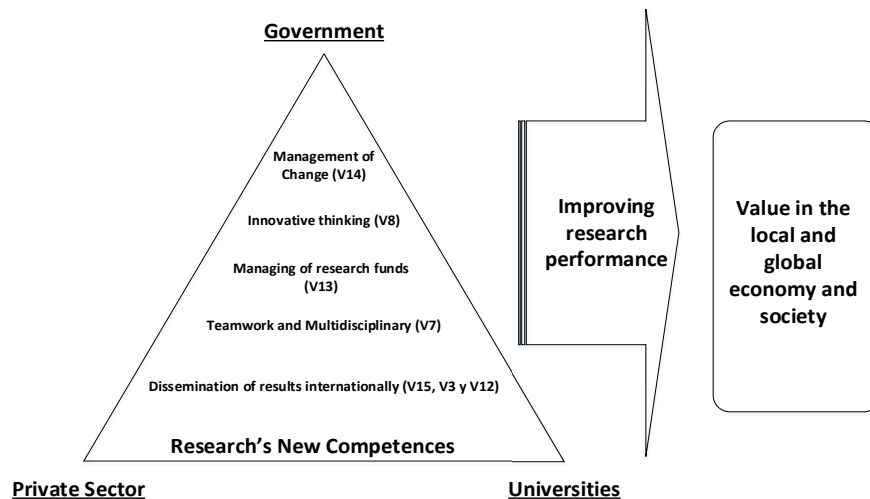 Government
Management of
Change (V14)
Innovative thinking (V8)
Managing of research funds
(V13)
Teamwork and Multidisciplinary (V7)
Dissemination of results internationally (V15, V3 y V12)
Research's New Competences
Private Sector
Universities
Improving
research
performance
Value in the
local and
global
economy and
society